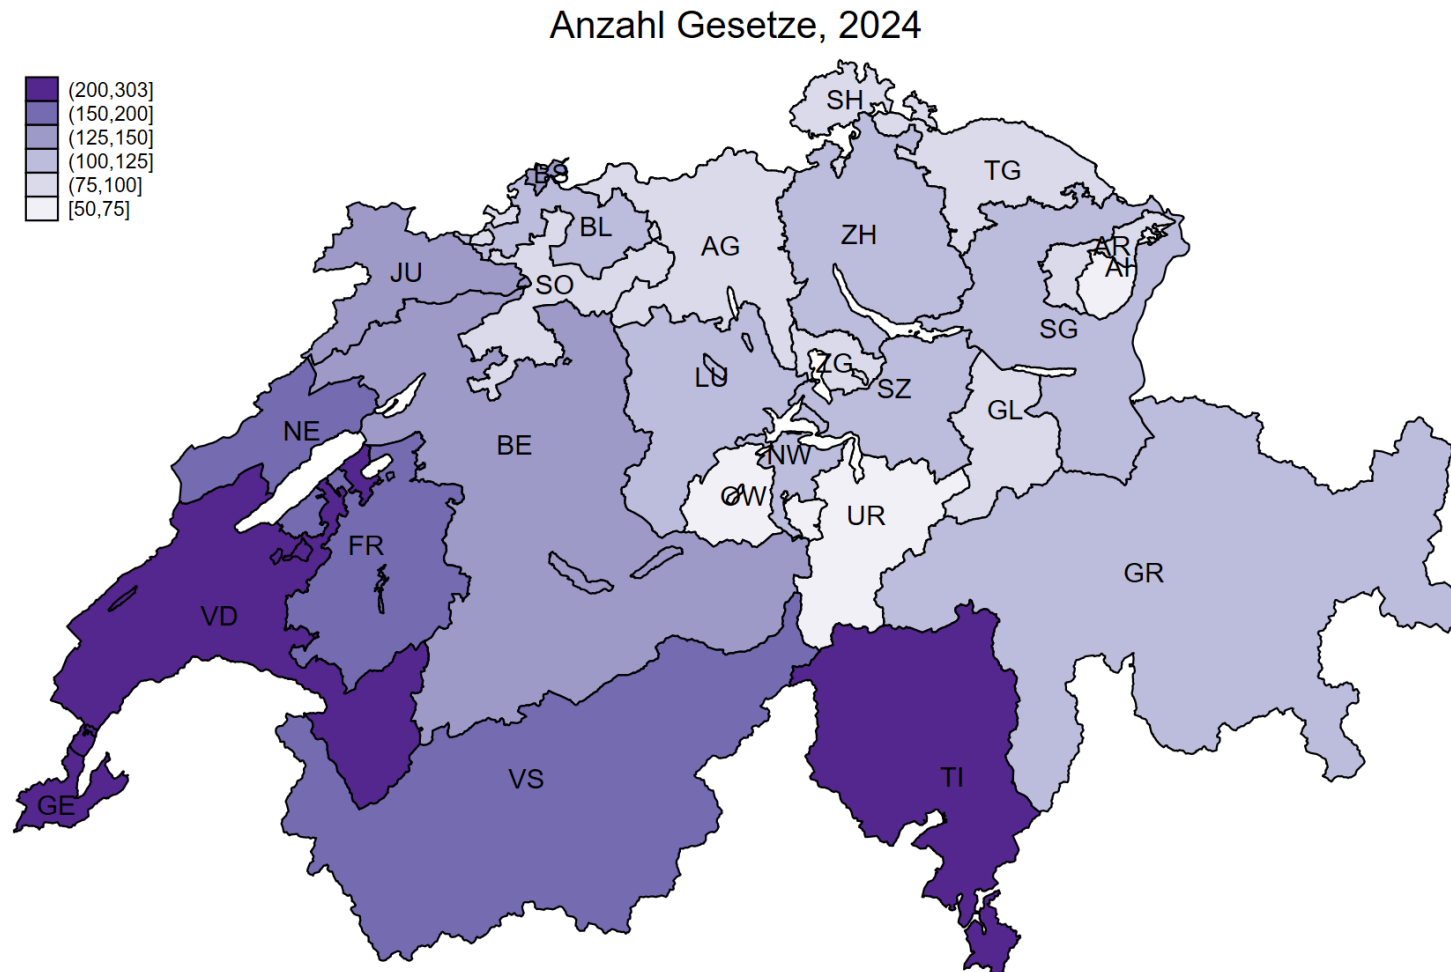 Anzahl Gesetze, 2024
(200,303]
(150,200]
(125,150]
(100,125]
(75,100]
[50,75]
SH
TG
BS
BL
ZH
AG
AR
AI
JU
SO
SG
ZG
LU
SZ
GL
NE
BE
NW
OW
UR
FR
GR
VD
VS
TI
GE